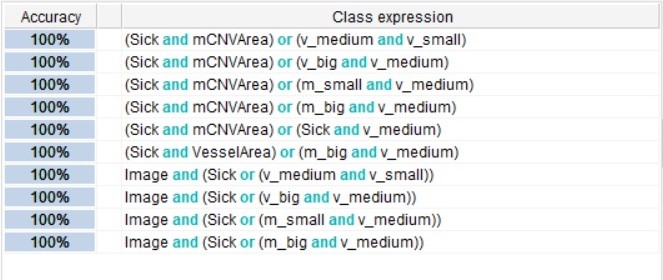 Accuracy Class expression
100% (Sick and mCNVArea) or (v_medium and v_small)
100% (Sick and mCNVArea) or (v_big and v_medium)
100% (Sick and mCNVArea) or (m_small and v_medium)
100% (Sick and mCNVArea) or (m_big and v_medium)
100% (Sick and mCNVArea) or (Sick and v_medium)
100% (Sick and VesselArea) or (m_big and v_medium)
100% Image and (Sick or (v_medium and v_small))
100% Image and (Sick or (v_big and v_medium))
100% Image and (Sick or (m_small and v_medium))
100% Image and (Sick or (m_big and v_medium))